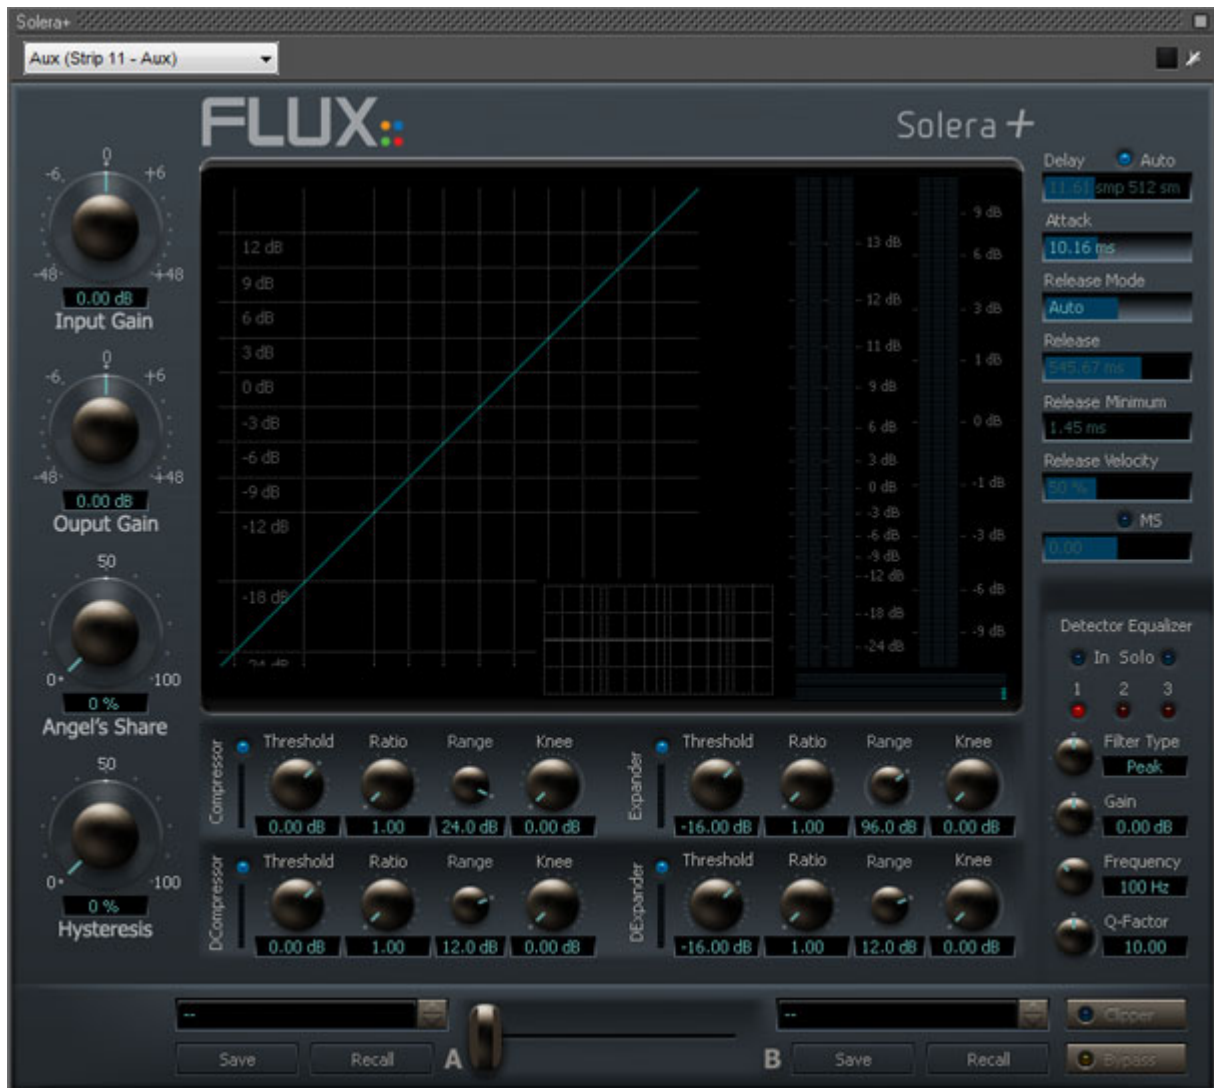 Solera+
Aux (Strip 11 - Aux)
FLUX::
Solera +
0
-6 +6
-48 +48
0.00 dB
Input Gain
0
-6 +6
-48 +48
0.00 dB
Ouput Gain
50
0 100
0 %
Angel's Share
50
0 100
0 %
Hysteresis
12 dB
9 dB
6 dB
3 dB
0 dB
-3 dB
-6 dB
-9 dB
-12 dB
-18 dB
-24 dB
13 dB
12 dB
11 dB
9 dB
6 dB
3 dB
0 dB
-3 dB
-6 dB
-9 dB
-12 dB
-18 dB
-24 dB
9 dB
6 dB
3 dB
1 dB
0 dB
-1 dB
-3 dB
-6 dB
-9 dB
Delay Auto
11.61 smp 512 sm
Attack
10.16 ms
Release Mode
Auto
Release
545.67 ms
Release Minimum
1.45 ms
Release Velocity
50 %
MS
0.00
Detector Equalizer
In Solo
1 2 3
Filter Type
Peak
Gain
0.00 dB
Frequency
100 Hz
Q-Factor
10.00
Compressor
Threshold Ratio Range Knee
0.00 dB 1.00 24.0 dB 0.00 dB
Expander
Threshold Ratio Range Knee
-16.00 dB 1.00 96.0 dB 0.00 dB
DCompressor
Threshold Ratio Range Knee
0.00 dB 1.00 12.0 dB 0.00 dB
DExpander
Threshold Ratio Range Knee
-16.00 dB 1.00 12.0 dB 0.00 dB
--
Save Recall A
--
B Save Recall
Clipper
Bypass